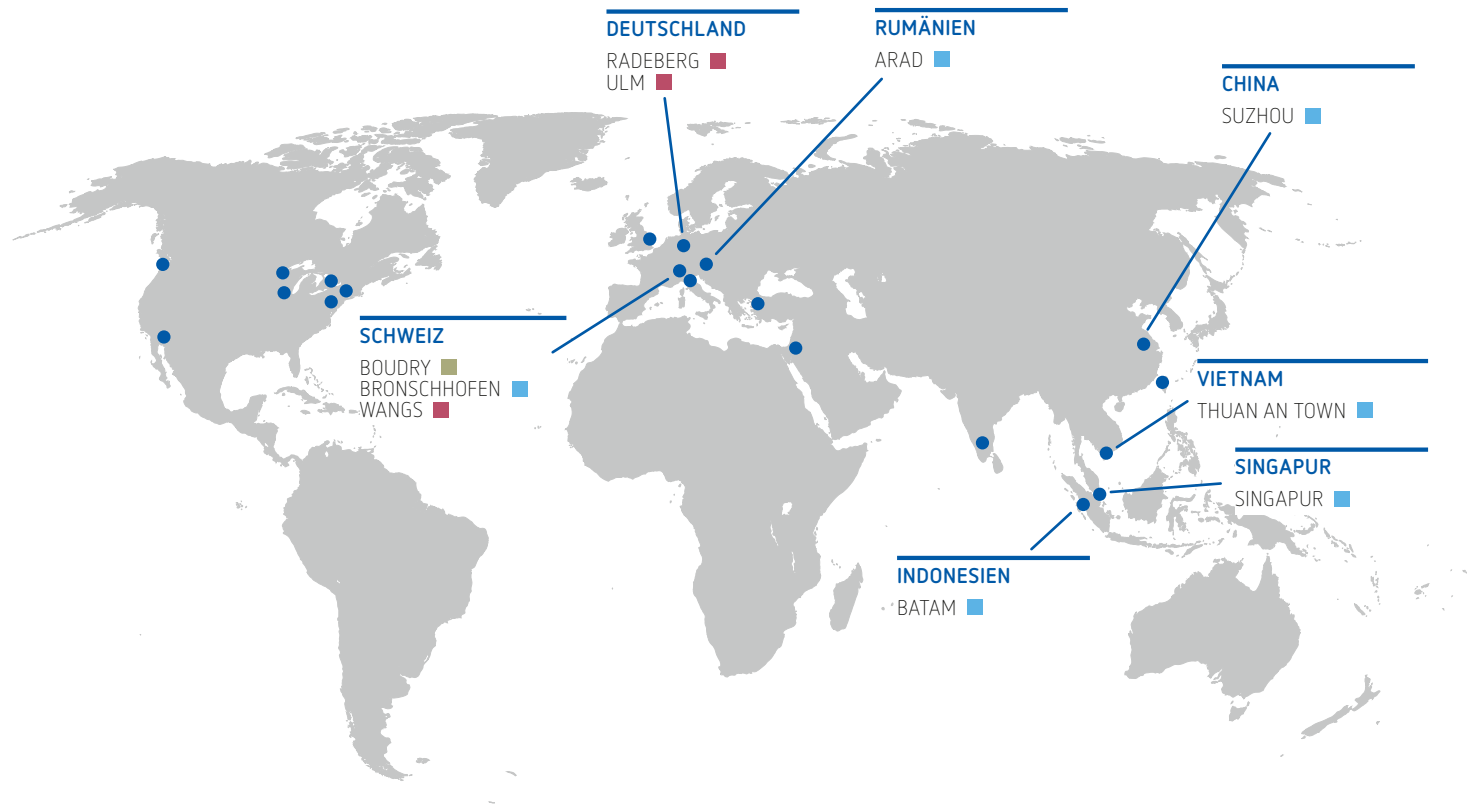 DEUTSCHLAND
RADEBERG
ULM
RUMÄNIEN
ARAD
CHINA
SUZHOU
SCHWEIZ
BOUDRY
BRONSCHHOFEN
WANGS
VIETNAM
THUAN AN TOWN
SINGAPUR
SINGAPUR
INDONESIEN
BATAM